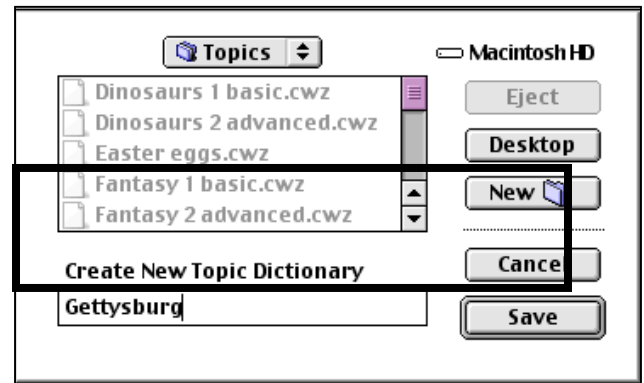 Topics
Macintosh HD
Dinosaurs 1 basic.cwz
Dinosaurs 2 advanced.cwz
Easter eggs.cwz
Fantasy 1 basic.cwz
Fantasy 2 advanced.cwz
Eject
Desktop
New
Cancel
Create New Topic Dictionary
Gettysburg
Save